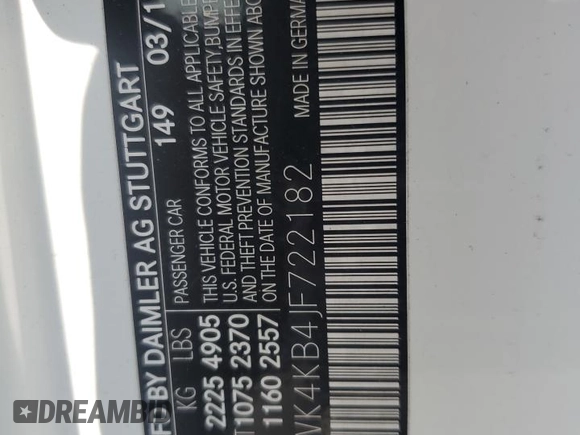 BY DAIMLER AG STUTTGART
149 03/1
KG LBS PASSENGER CAR
2225 4905 THIS VEHICLE CONFORMS TO ALL APPLICABLE
1075 2370 U.S. FEDERAL MOTOR VEHICLE SAFETY, BUMPER
1160 2557 AND THEFT PREVENTION STANDARDS IN EFFECT
ON THE DATE OF MANUFACTURE SHOWN ABOVE
VK4KB4JF722182 MADE IN GERMANY
DREAMBID